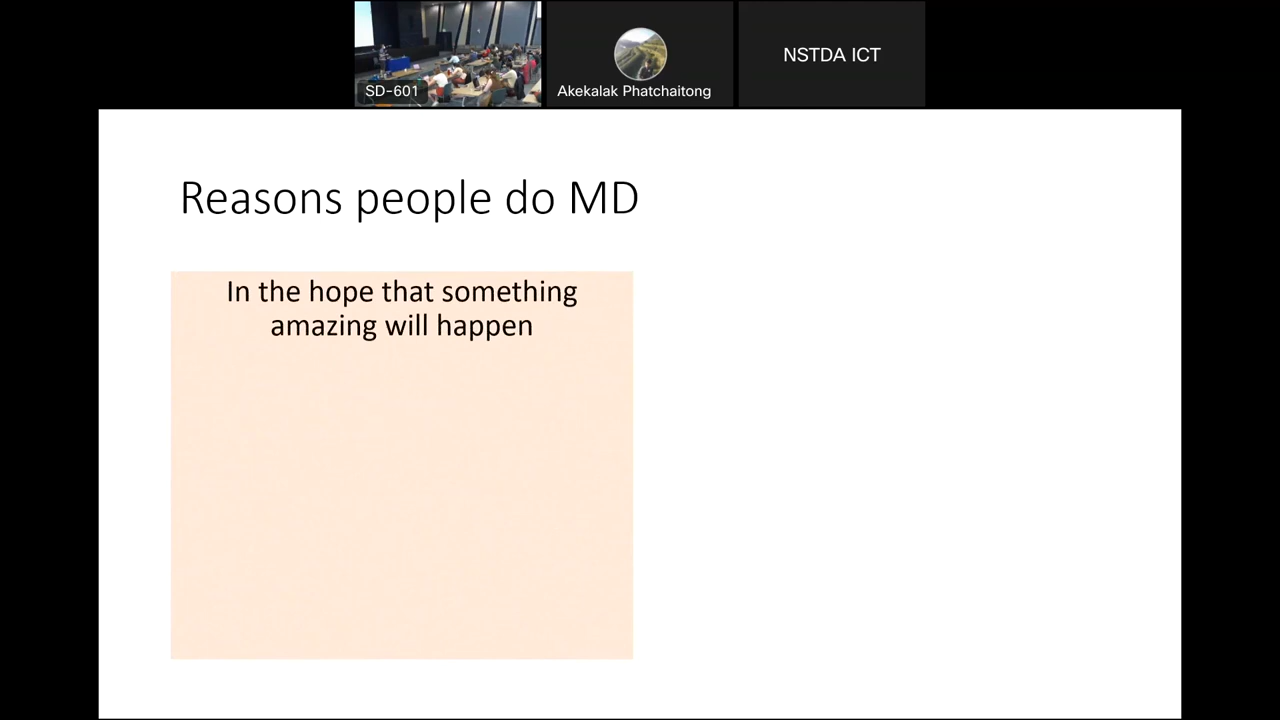 SD-601
Akekalak Phatchaitong
NSTDA ICT
Reasons people do MD
In the hope that something
amazing will happen